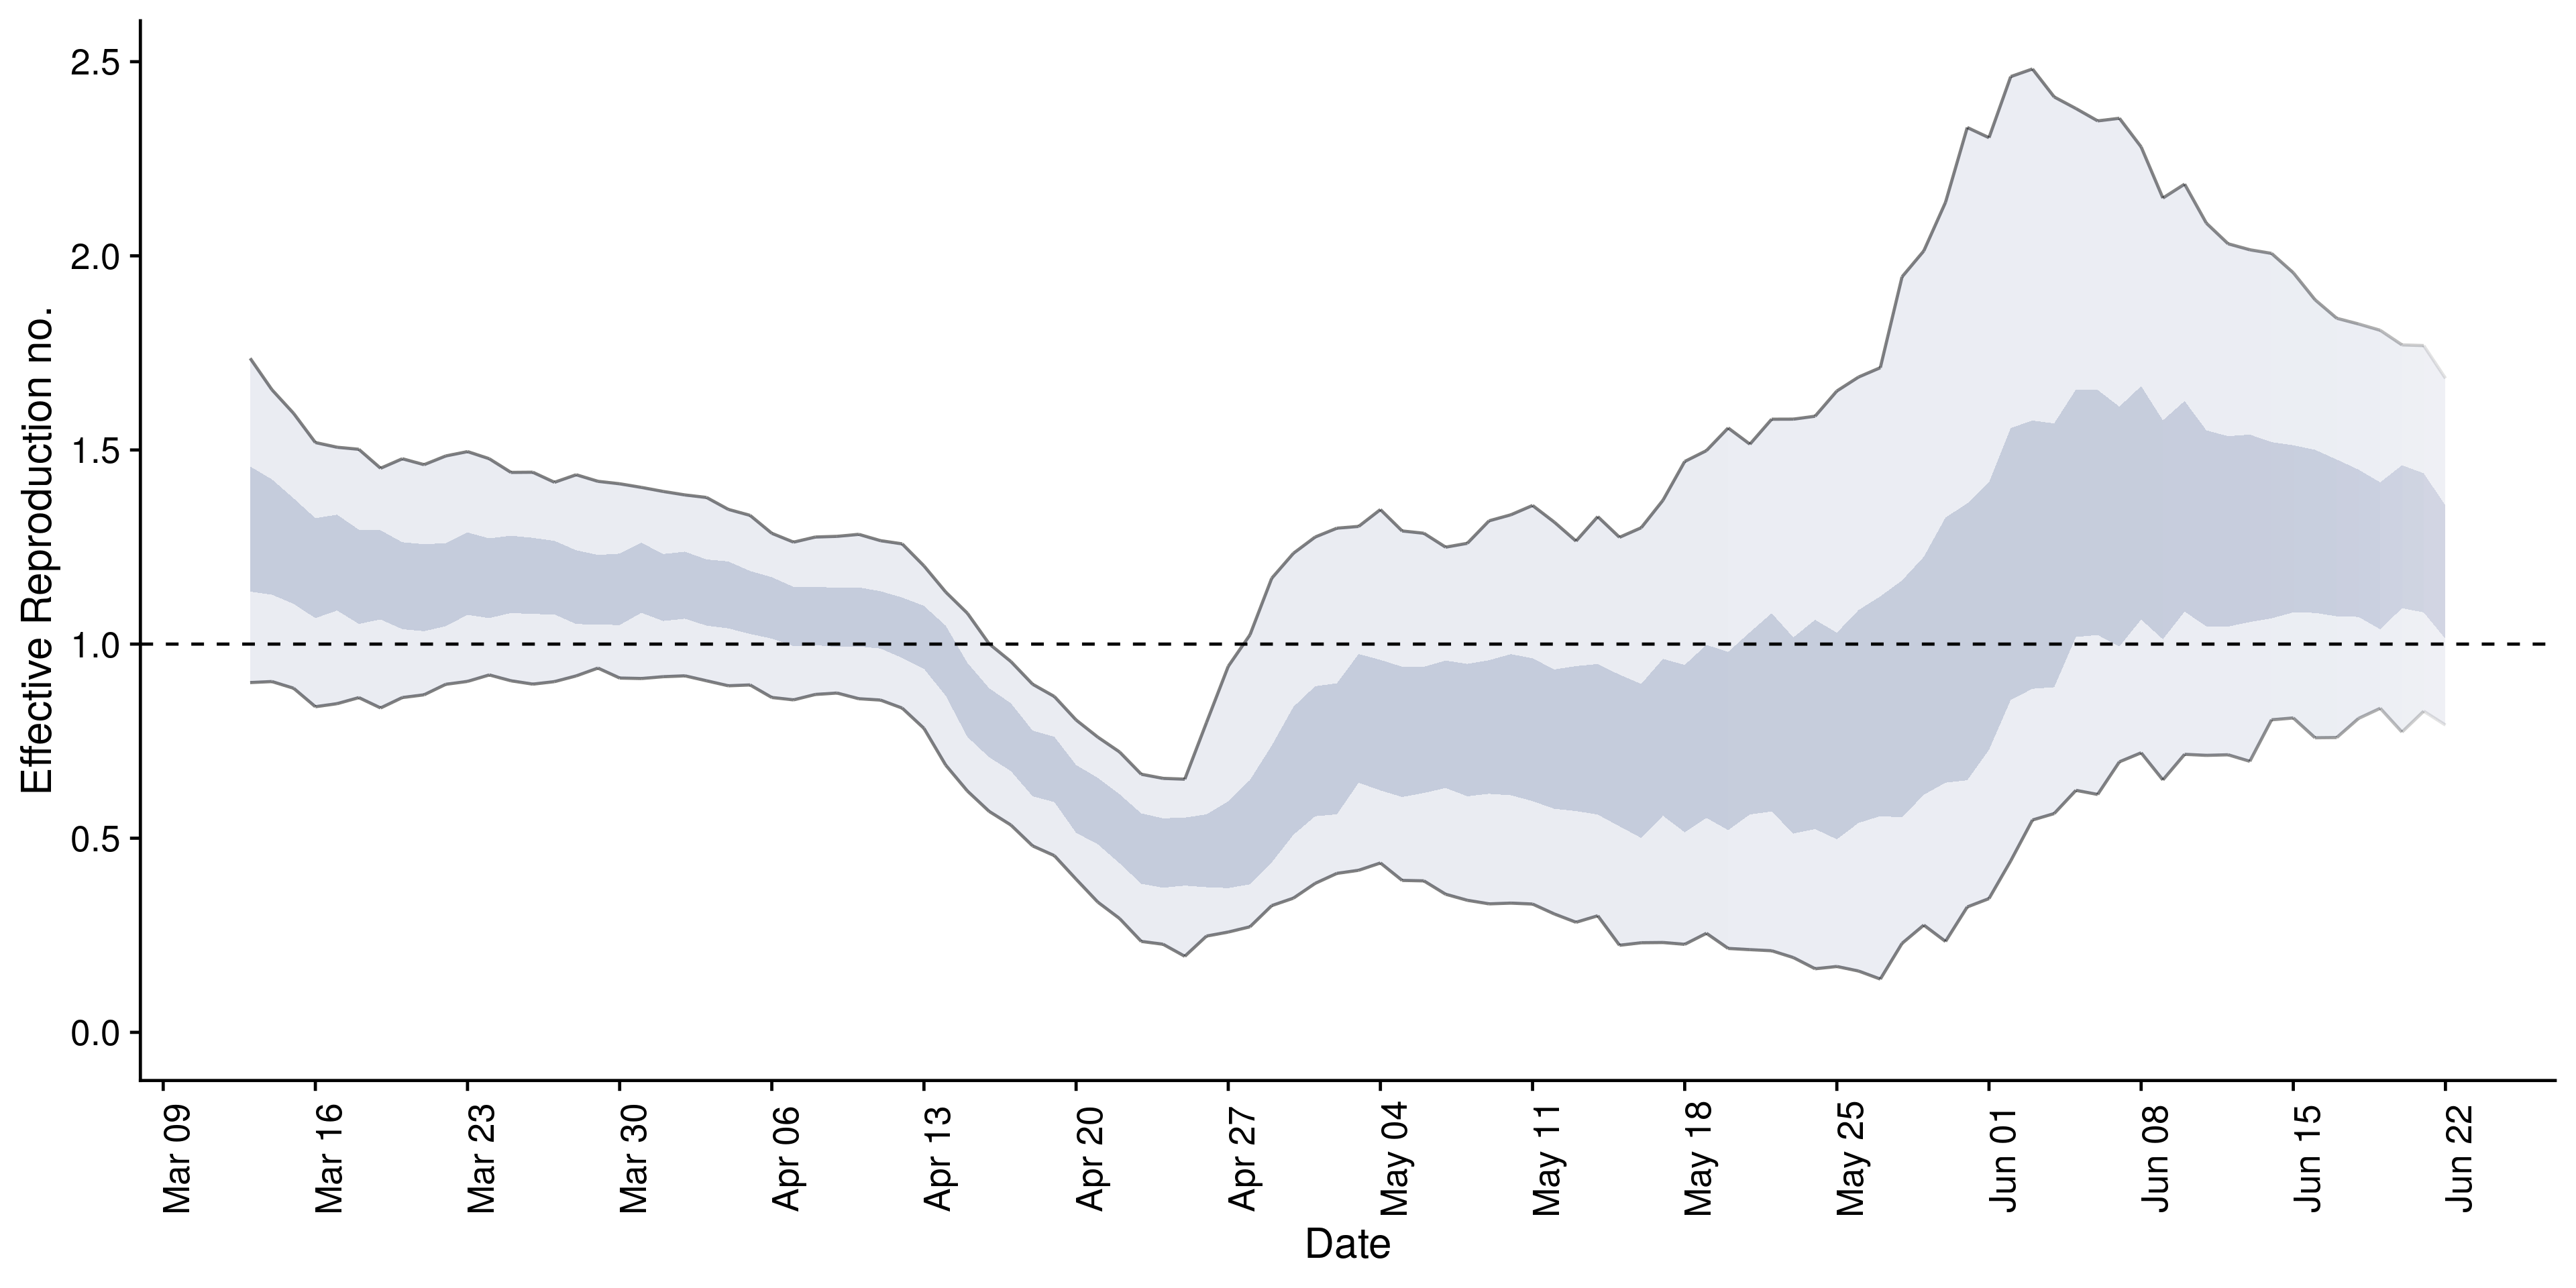 Effective Reproduction no.
2.5
2.0
1.5
1.0
0.5
0.0
Mar 09
Mar 16
Mar 23
Mar 30
Apr 06
Apr 13
Apr 20
Apr 27
May 04
May 11
May 18
May 25
Jun 01
Jun 08
Jun 15
Jun 22
Date